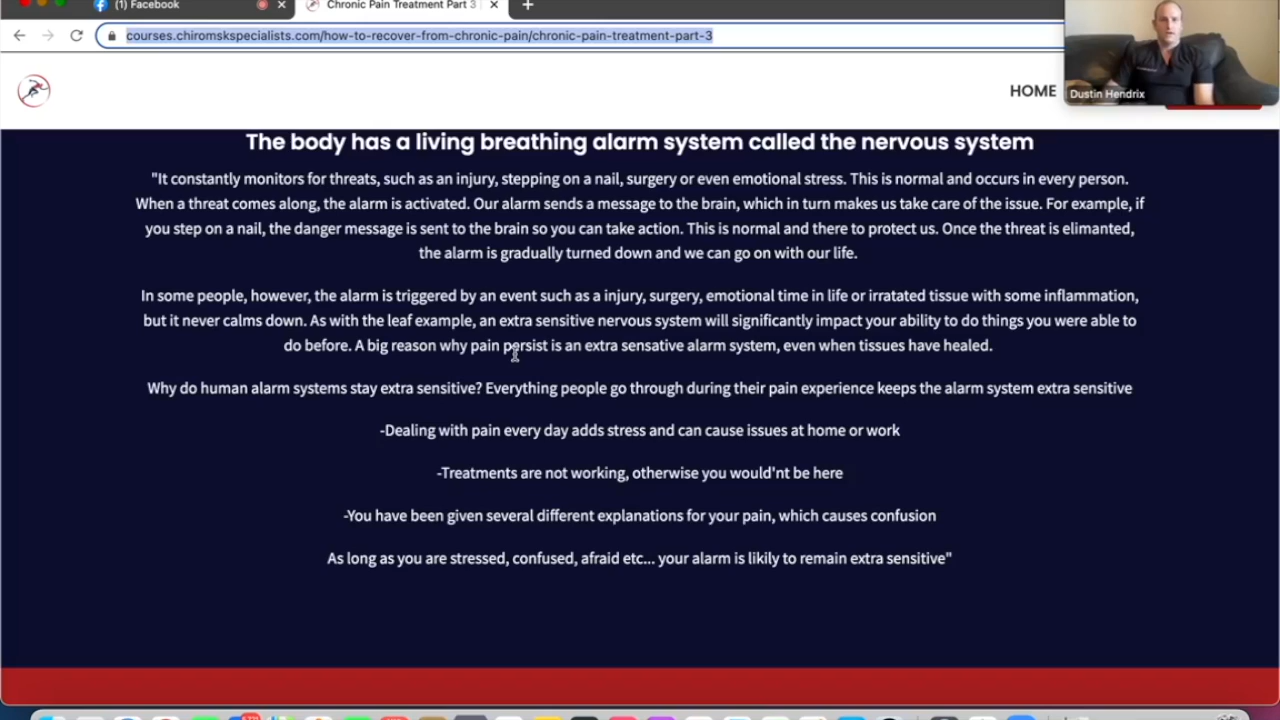 (1) Facebook
Chronic Pain Treatment Part 3
courses.chiromskspecialists.com/how-to-recover-from-chronic-pain/chronic-pain-treatment-part-3
HOME
Dustin Hendrix
The body has a living breathing alarm system called the nervous system
"It constantly monitors for threats, such as an injury, stepping on a nail, surgery or even emotional stress. This is normal and occurs in every person.
When a threat comes along, the alarm is activated. Our alarm sends a message to the brain, which in turn makes us take care of the issue. For example, if
you step on a nail, the danger message is sent to the brain so you can take action. This is normal and there to protect us. Once the threat is elimanted,
the alarm is gradually turned down and we can go on with our life.
In some people, however, the alarm is triggered by an event such as a injury, surgery, emotional time in life or irratated tissue with some inflammation,
but it never calms down. As with the leaf example, an extra sensitive nervous system will significantly impact your ability to do things you were able to
do before. A big reason why pain persist is an extra sensative alarm system, even when tissues have healed.
Why do human alarm systems stay extra sensitive? Everything people go through during their pain experience keeps the alarm system extra sensitive
-Dealing with pain every day adds stress and can cause issues at home or work
-Treatments are not working, otherwise you would'nt be here
-You have been given several different explanations for your pain, which causes confusion
As long as you are stressed, confused, afraid etc... your alarm is likily to remain extra sensitive"